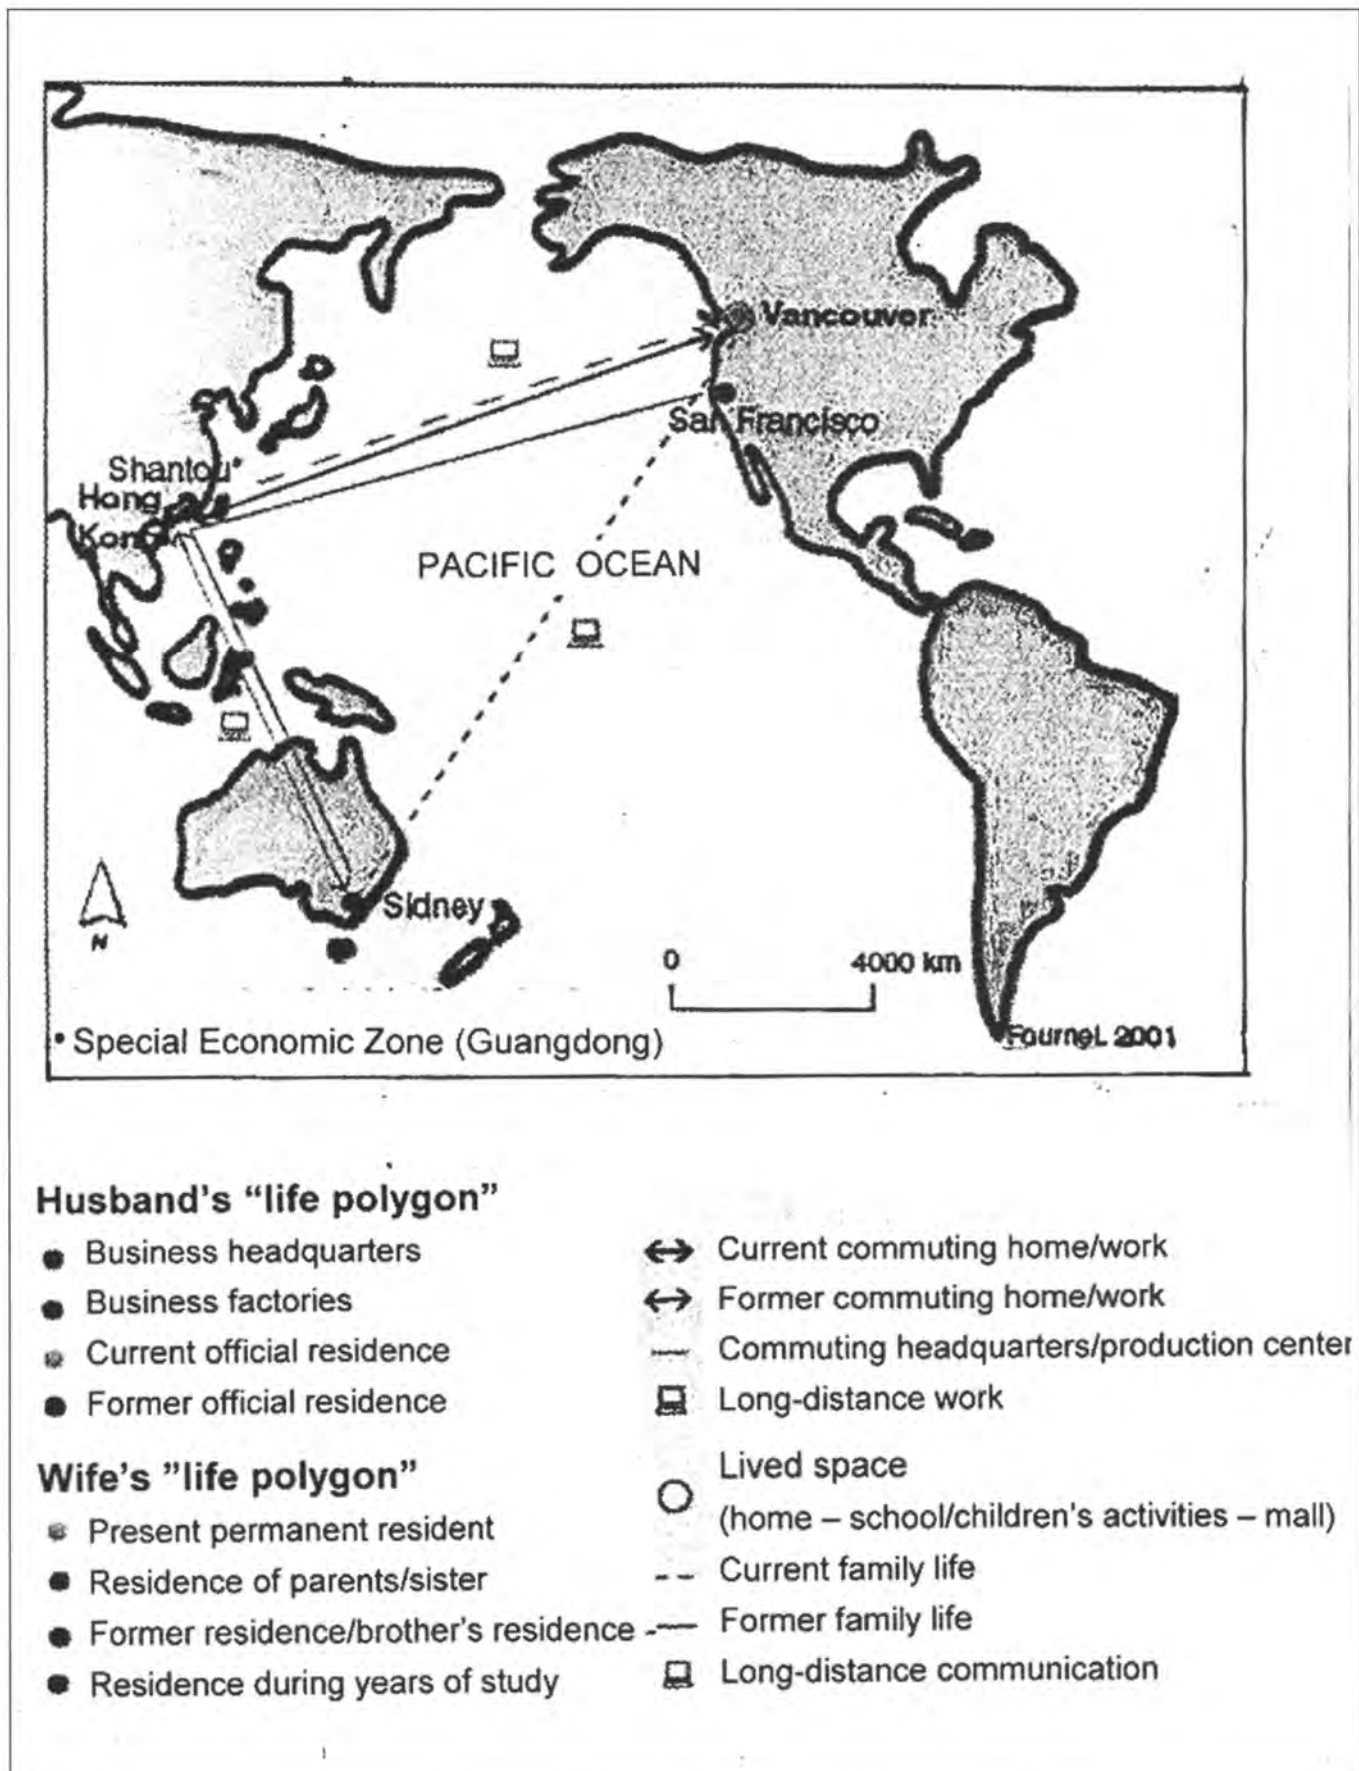 Vancouver
San Francisco
Shantou*
Hong
Kong
PACIFIC OCEAN
Sidney
N
0 4000 km
• Special Economic Zone (Guangdong)
FourneL 2001
Husband's "life polygon"
Business headquarters
Business factories
Current official residence
Former official residence
Wife's "life polygon"
Present permanent resident
Residence of parents/sister
Former residence/brother's residence
Residence during years of study
Current commuting home/work
Former commuting home/work
Commuting headquarters/production center
Long-distance work
Lived space
(home – school/children's activities – mall)
Current family life
Former family life
Long-distance communication